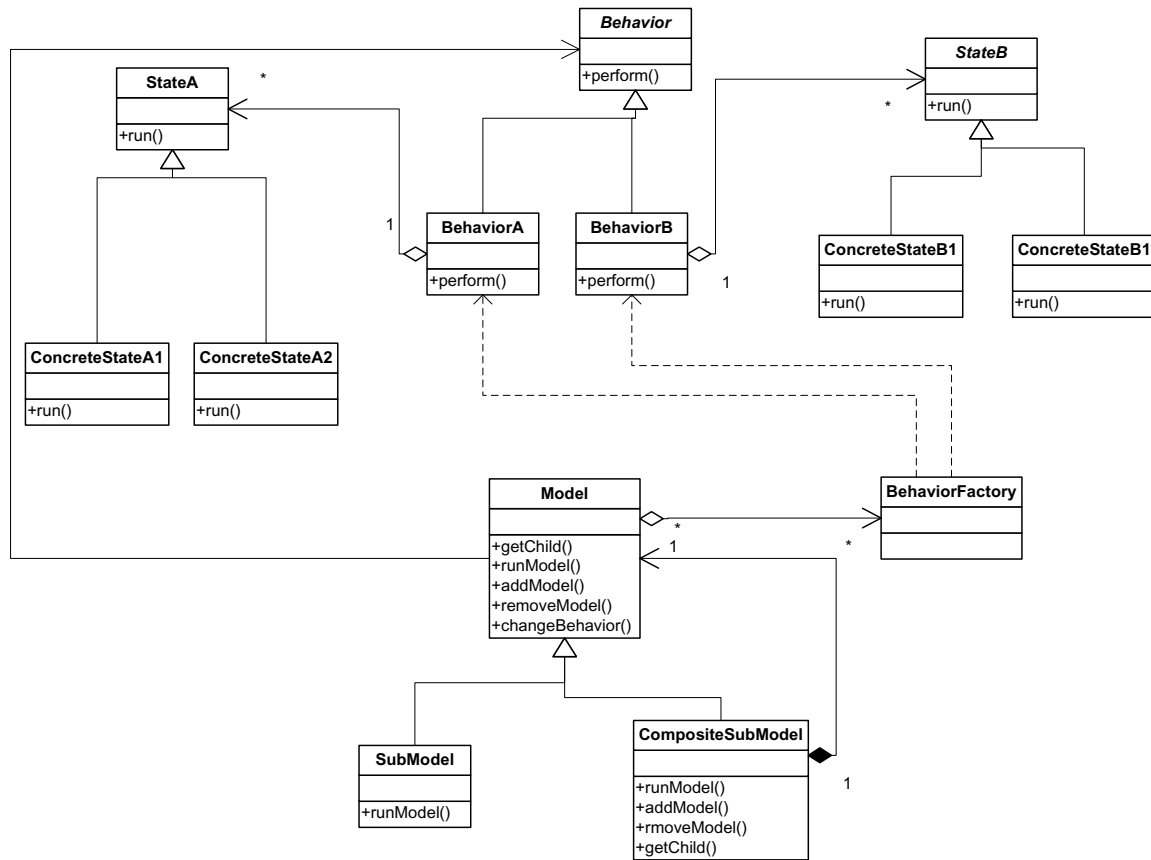 Behavior
+perform()
StateB
+run()
*
StateA
+run()
*
*
1
BehaviorA
+perform()
BehaviorB
+perform()
1
ConcreteStateB1
+run()
ConcreteStateB1
+run()
ConcreteStateA1
+run()
ConcreteStateA2
+run()
Model
+getChild()
+runModel()
+addModel()
+removeModel()
+changeBehavior()
*
1
*
BehaviorFactory
SubModel
+runModel()
CompositeSubModel
+runModel()
+addModel()
+rmoveModel()
+getChild()
1